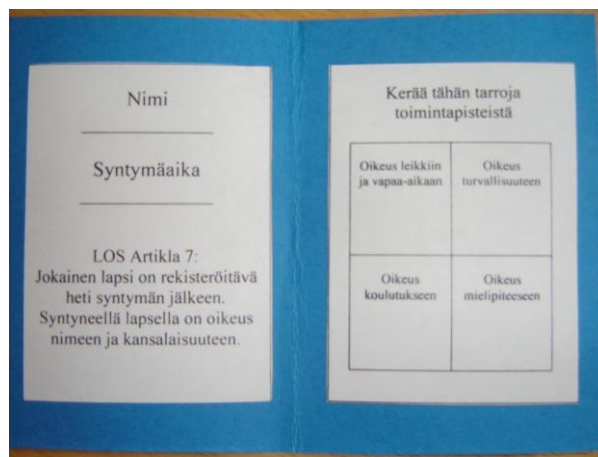 Nimi
Syntymäaika
LOS Artikla 7:
Jokainen lapsi on rekisteröitävä
heti syntymän jälkeen.
Syntyneellä lapsella on oikeus
nimeen ja kansalaisuuteen.
Kerää tähän tarroja
toimintapisteistä
Oikeus leikkiin
ja vapaa-aikaan
Oikeus
turvallisuuteen
Oikeus
koulutukseen
Oikeus
mielipiteeseen